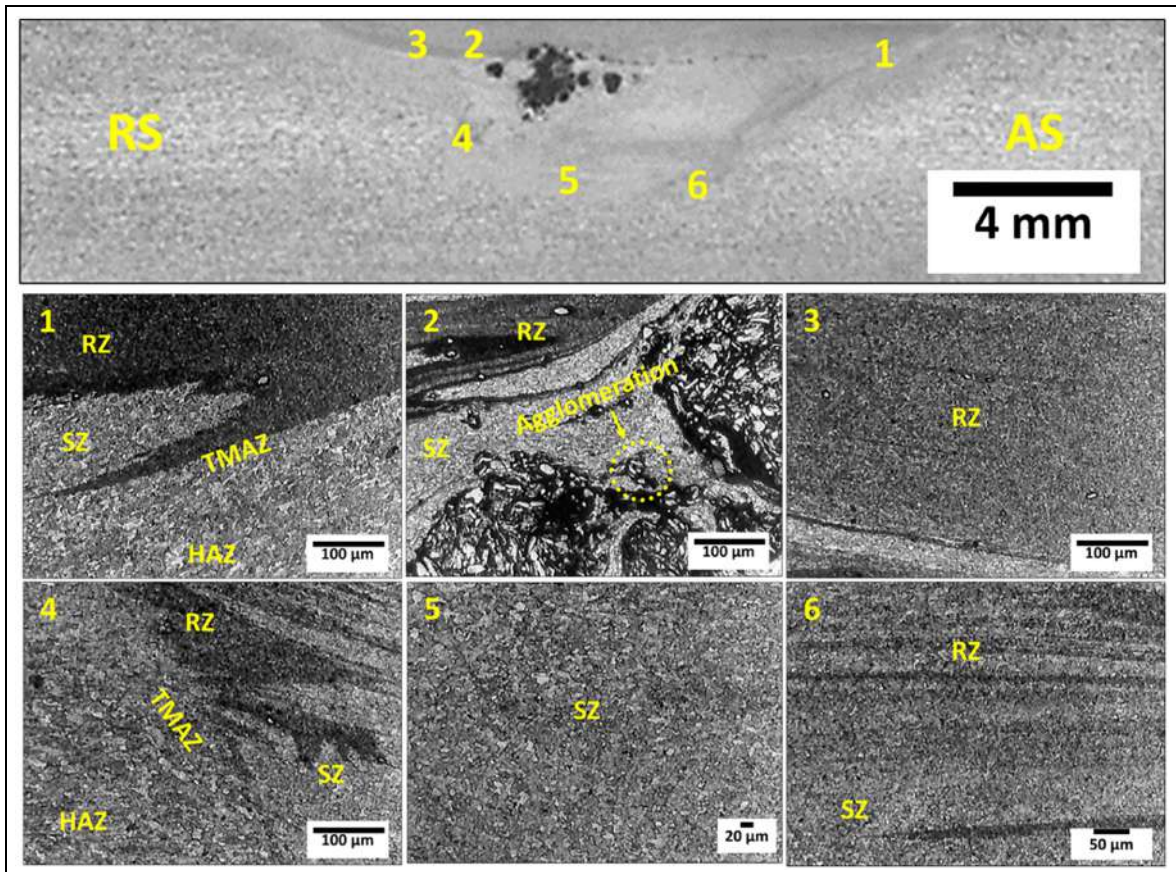 3 2 1
RS 4 AS
5 6
4 mm
1
RZ
SZ
TMAZ
HAZ
100 µm
2
RZ
Agglomeration
SZ
100 µm
3
RZ
100 µm
4
RZ
TMAZ
SZ
HAZ
100 µm
5
SZ
20 µm
6
RZ
SZ
50 µm